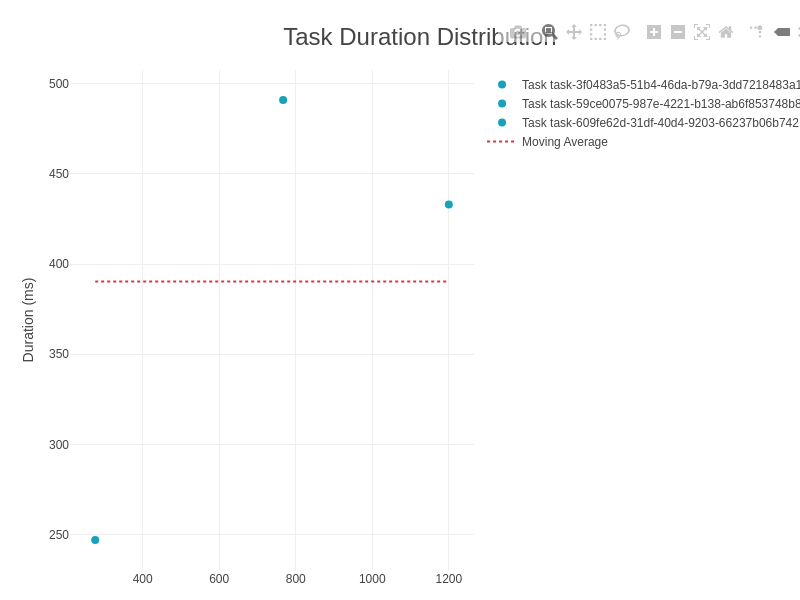 Task Duration Distribution
Task task-3f0483a5-51b4-46da-b79a-3dd7218483a1
Task task-59ce0075-987e-4221-b138-ab6f853748b8
Task task-609fe62d-31df-40d4-9203-66237b06b742
Moving Average
Duration (ms)
500
450
400
350
300
250
400
600
800
1000
1200